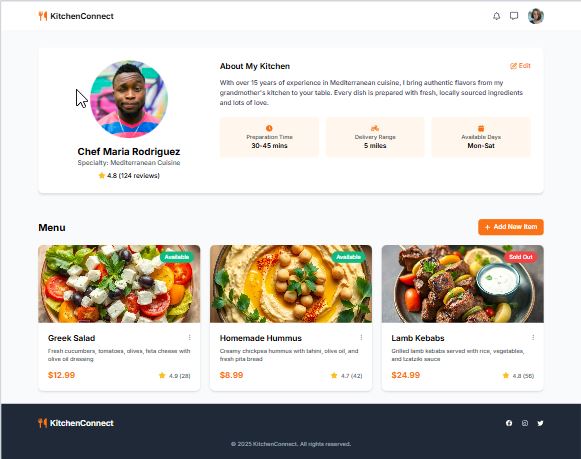 KitchenConnect
About My Kitchen
Edit
With over 15 years of experience in Mediterranean cuisine, I bring authentic flavors from my
grandmother's kitchen to your table. Every dish is prepared with fresh, locally sourced ingredients
and lots of love.
Preparation Time
30-45 mins
Delivery Range
5 miles
Available Days
Mon-Sat
Chef Maria Rodriguez
Specialty: Mediterranean Cuisine
4.8 (124 reviews)
Menu
+ Add New Item
Available
Greek Salad
Fresh cucumbers, tomatoes, olives, feta cheese with
olive oil dressing
$12.99
4.9 (28)
Available
Homemade Hummus
Creamy chickpea hummus with tahini, olive oil, and
fresh pita bread
$8.99
4.7 (42)
Sold Out
Lamb Kebabs
Grilled lamb kebabs served with rice, vegetables,
and tzatziki sauce
$24.99
4.8 (56)
KitchenConnect
© 2025 KitchenConnect. All rights reserved.